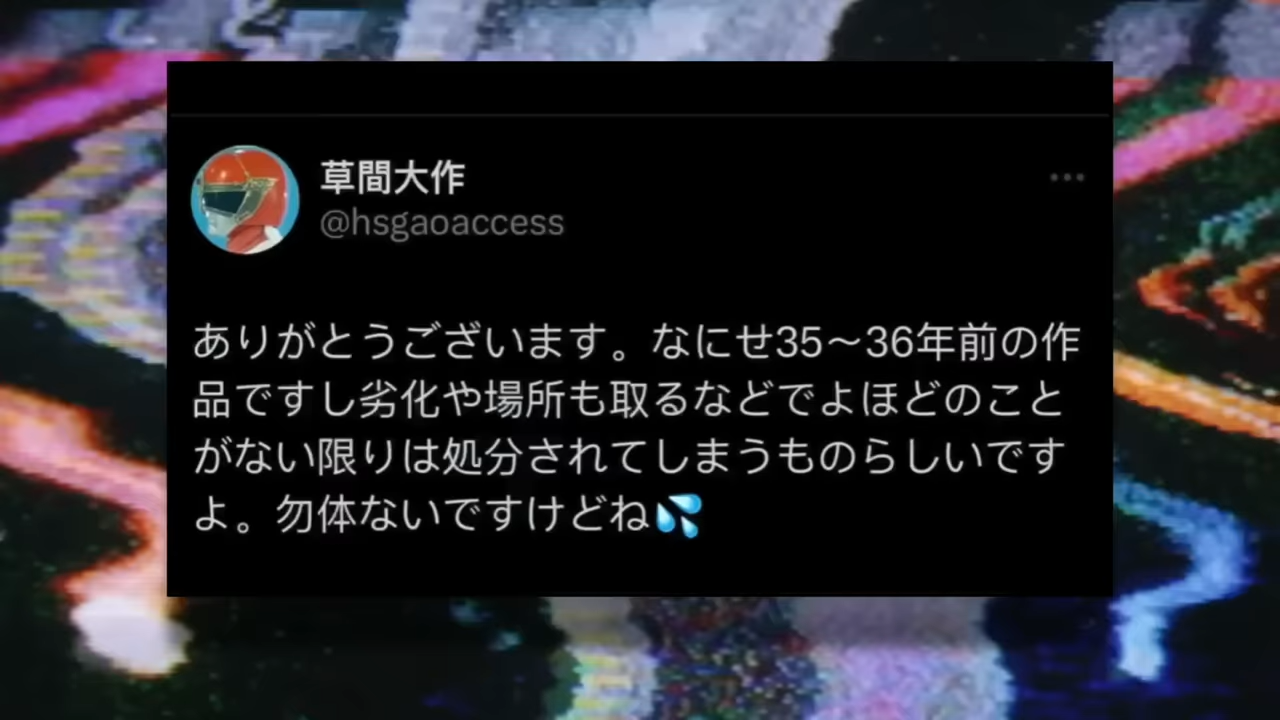 草間大作
@hsgaoaccess
ありがとうございます。なにせ35〜36年前の作
品ですし劣化や場所も取るなどでよほどのこと
がない限りは処分されてしまうものらしいです
よ。勿体ないですけどね💦